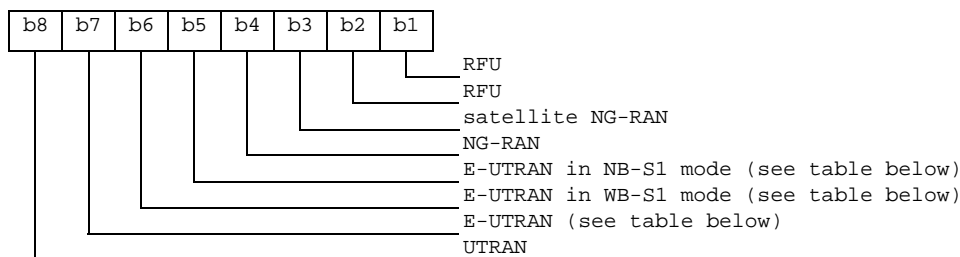 b8 b7 b6 b5 b4 b3 b2 b1
RFU
RFU
satellite NG-RAN
NG-RAN
E-UTRAN in NB-S1 mode (see table below)
E-UTRAN in WB-S1 mode (see table below)
E-UTRAN (see table below)
UTRAN